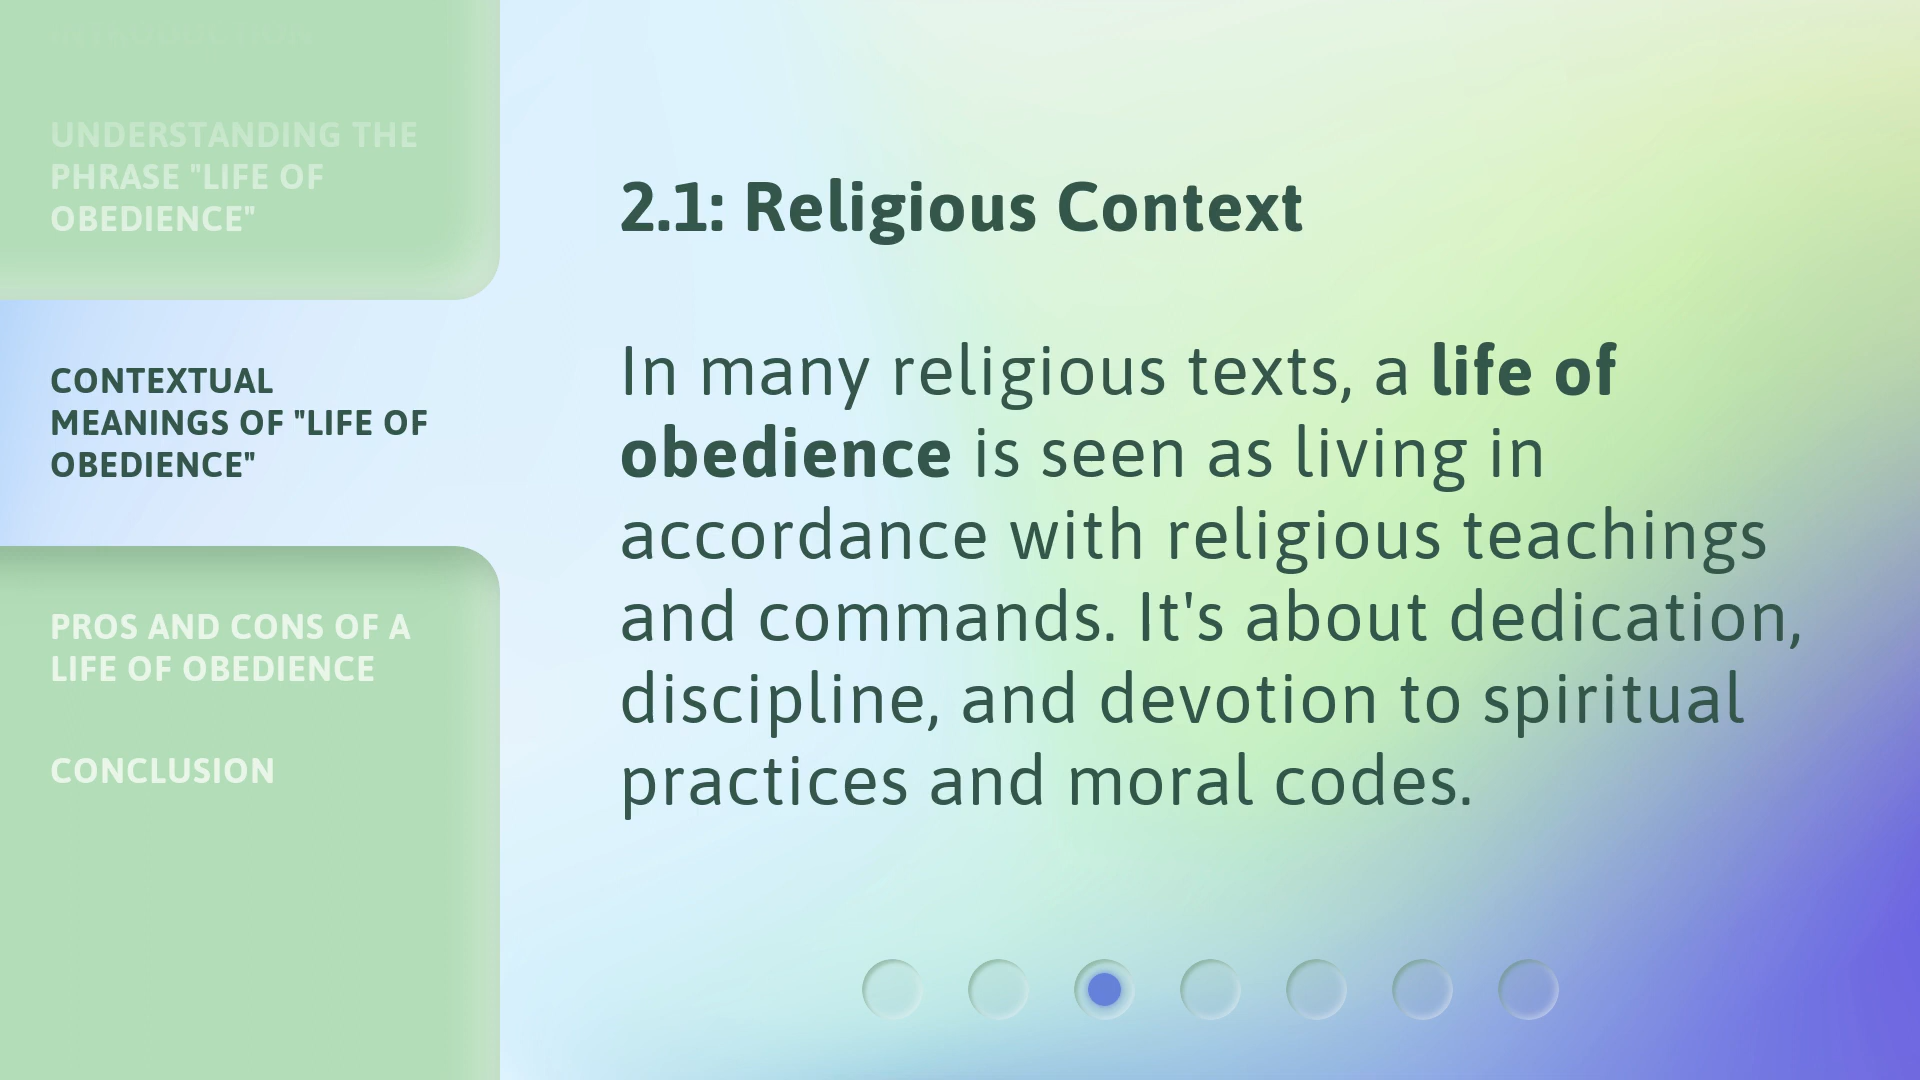 INTRODUCTION
UNDERSTANDING THE
PHRASE "LIFE OF
OBEDIENCE"
CONTEXTUAL
MEANINGS OF "LIFE OF
OBEDIENCE"
PROS AND CONS OF A
LIFE OF OBEDIENCE
CONCLUSION
2.1: Religious Context
In many religious texts, a life of
obedience is seen as living in
accordance with religious teachings
and commands. It's about dedication,
discipline, and devotion to spiritual
practices and moral codes.